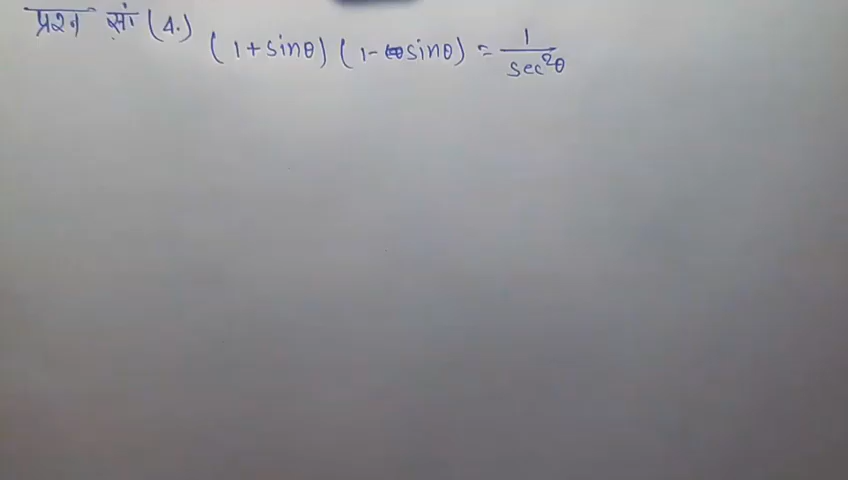 प्रश्न सं (4.) (1+sinθ) (1-sinθ) = 1/sec²θ